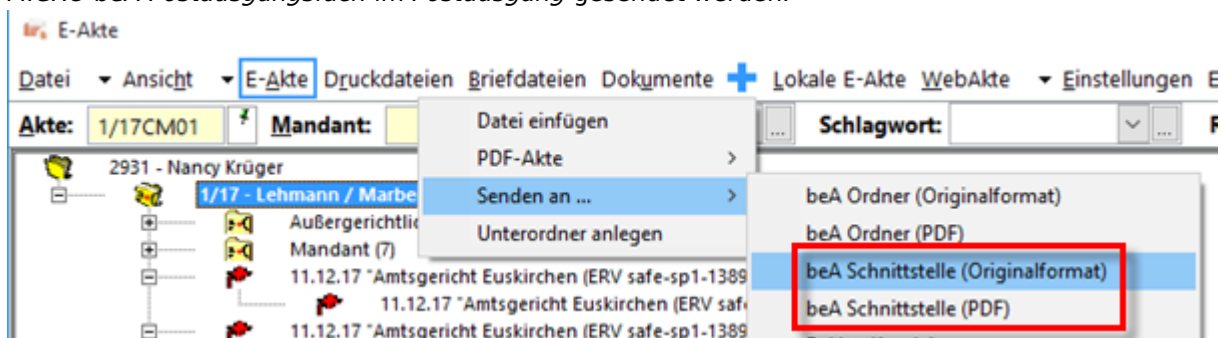 E-Akte
Datei Ansicht E-Akte Druckdateien Briefdateien Dokumente Lokale E-Akte WebAkte Einstellungen E
Akte: 1/17CM01 Mandant: ... Schlagwort: ...
Datei einfügen
2931 - Nancy Krüger
PDF-Akte >
1/17 - Lehmann / Marbe
Senden an ... >
beA Ordner (Originalformat)
Außergerichtlic
Unterordner anlegen
beA Ordner (PDF)
Mandant (7)
11.12.17 "Amtsgericht Euskirchen (ERV safe-sp1-1389
beA Schnittstelle (Originalformat)
11.12.17 "Amtsgericht Euskirchen (ERV safe
beA Schnittstelle (PDF)
11.12.17 "Amtsgericht Euskirchen (ERV safe-sp1-1389